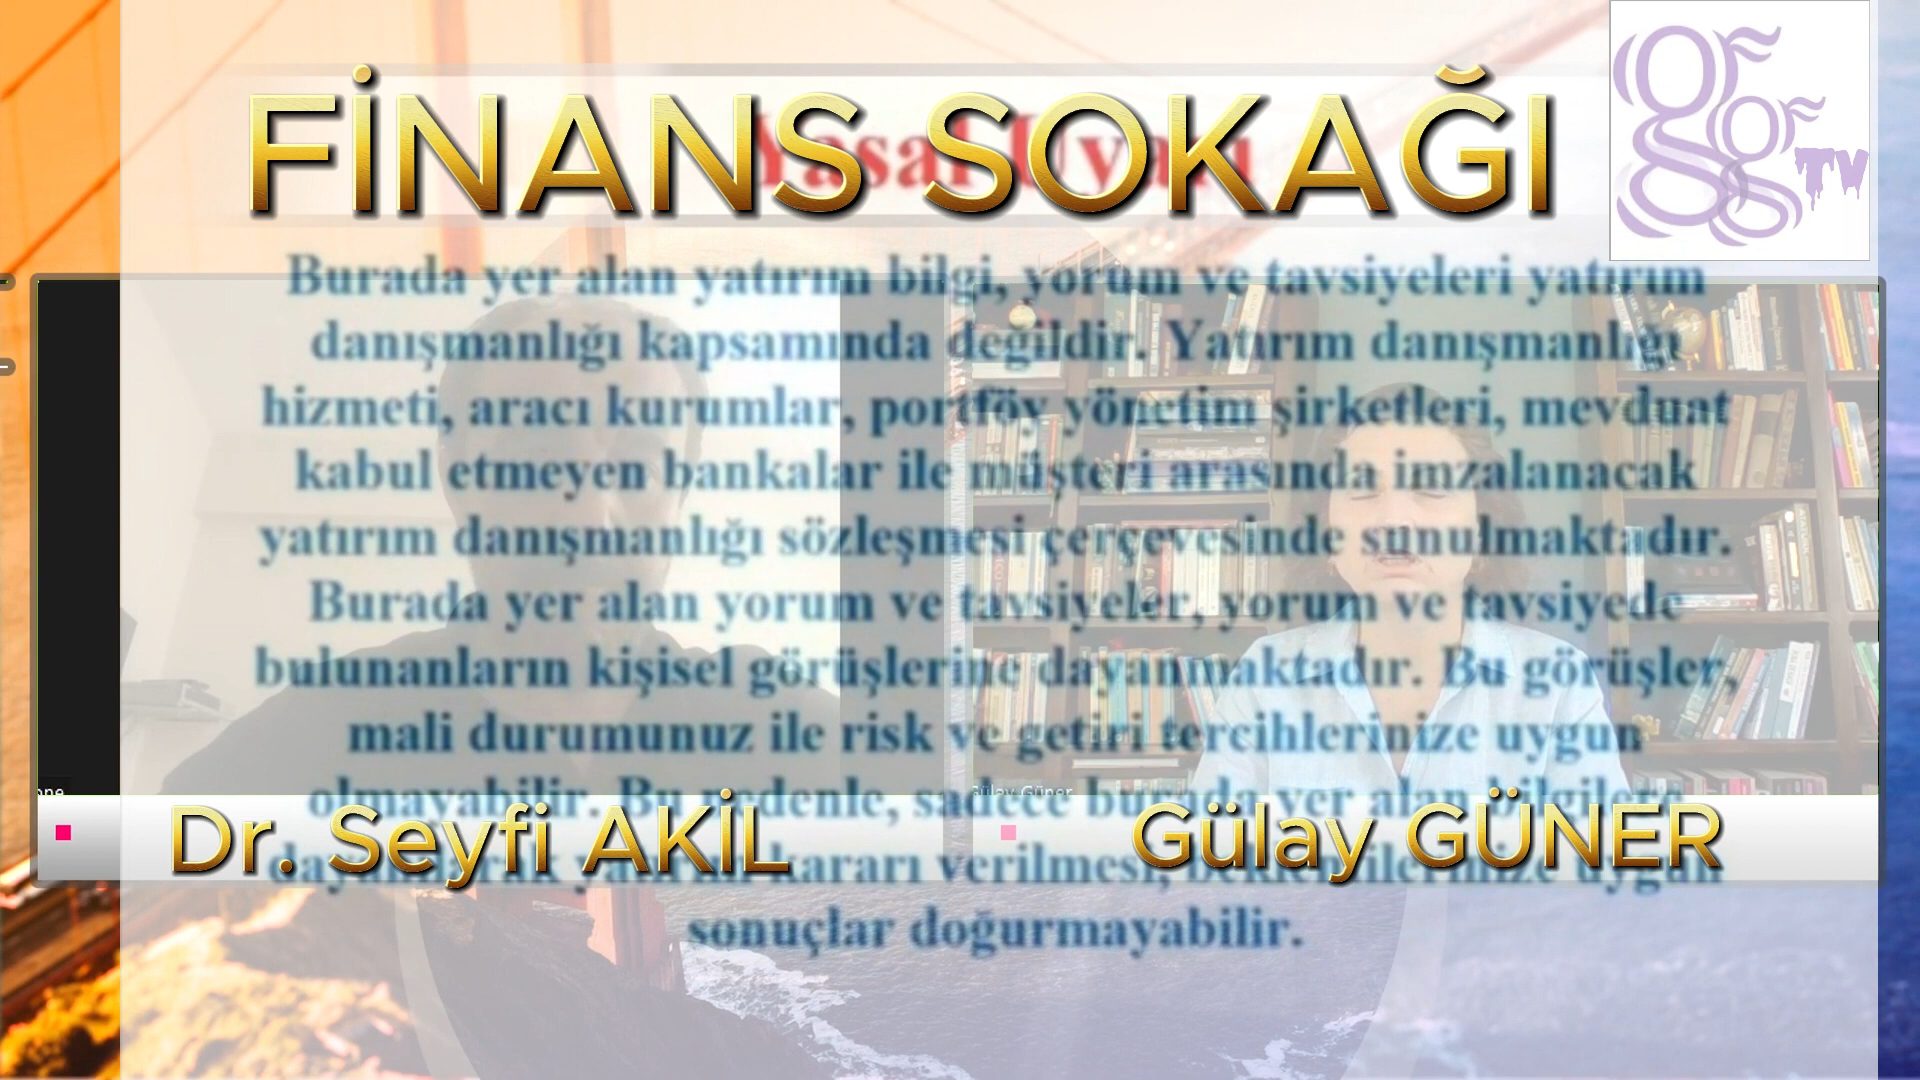 FİNANS SOKAĞI
Yasal Uyarı
gg TV
Burada yer alan yatırım bilgi, yorum ve tavsiyeleri yatırım
danışmanlığı kapsamında değildir. Yatırım danışmanlığı
hizmeti, aracı kurumlar, portföy yönetim şirketleri, mevduat
kabul etmeyen bankalar ile müşteri arasında imzalanacak
yatırım danışmanlığı sözleşmesi çerçevesinde sunulmaktadır.
Burada yer alan yorum ve tavsiyeler, yorum ve tavsiyede
bulunanların kişisel görüşlerine dayanmaktadır. Bu görüşler,
mali durumunuz ile risk ve getiri tercihlerinize uygun
olmayabilir. Bu nedenle, sadece burada yer alan bilgilere
Gülay Güner
Dr. Seyfi AKİL
Gülay GÜNER
dayanılarak yatırım kararı verilmesi, beklentilerinize uygun
sonuçlar doğurmayabilir.